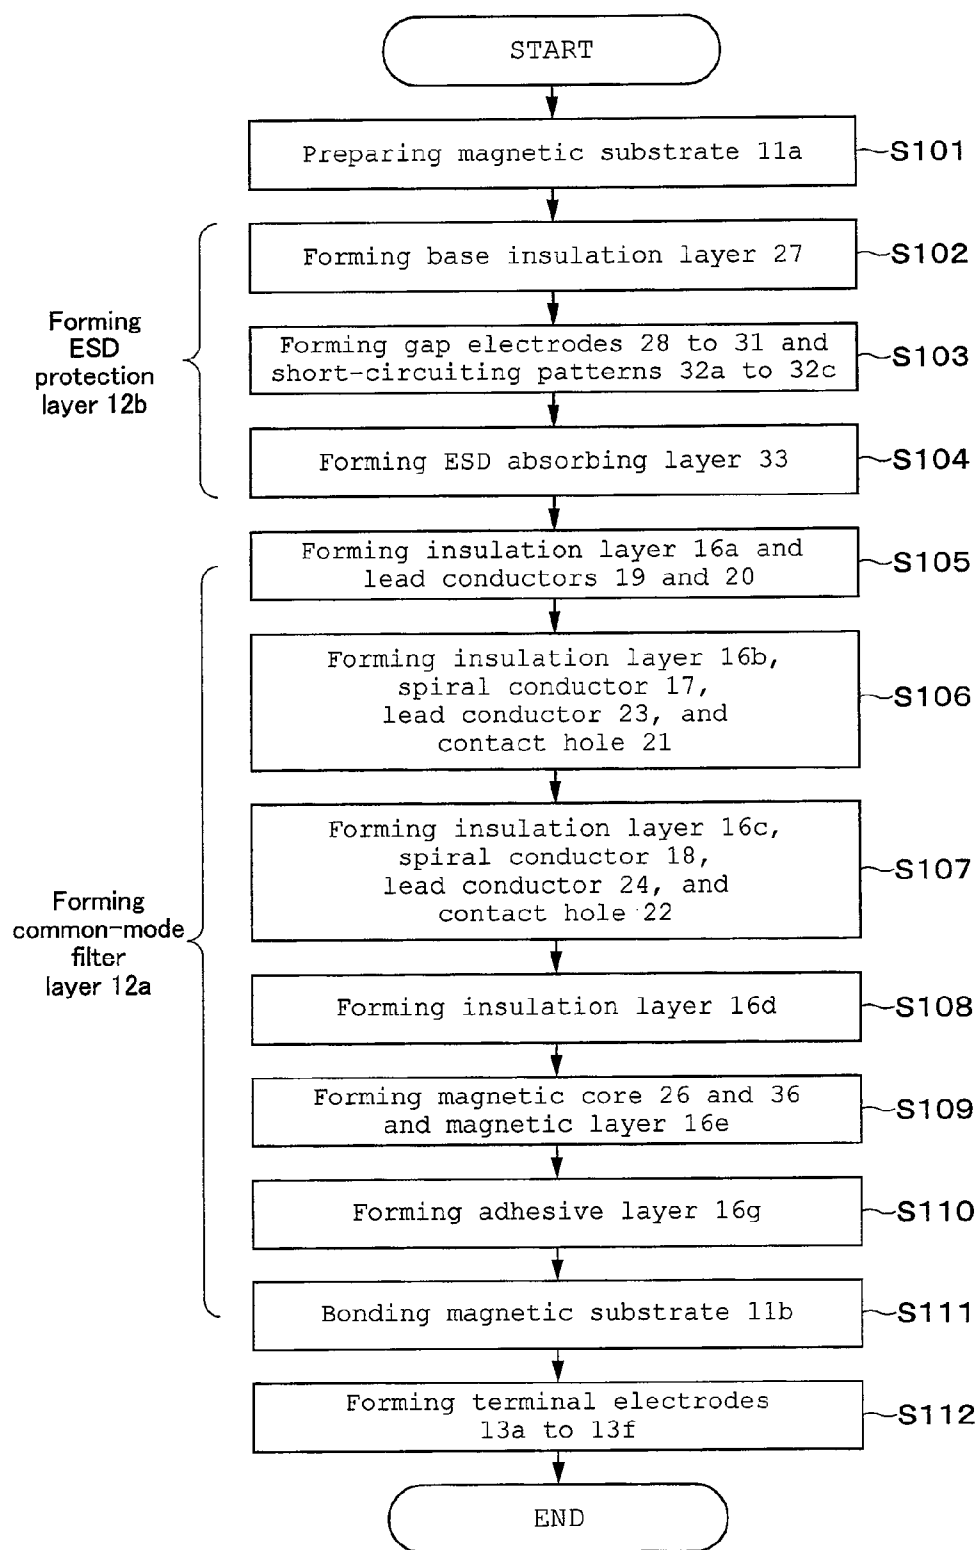 START
Preparing magnetic substrate 11a
S101
Forming base insulation layer 27
S102
Forming
ESD
protection
layer 12b
Forming gap electrodes 28 to 31 and
short-circuiting patterns 32a to 32c
S103
Forming ESD absorbing layer 33
S104
Forming insulation layer 16a and
lead conductors 19 and 20
S105
Forming insulation layer 16b,
spiral conductor 17,
lead conductor 23, and
contact hole 21
S106
Forming insulation layer 16c,
spiral conductor 18,
lead conductor 24, and
contact hole 22
S107
Forming
common-mode
filter
layer 12a
Forming insulation layer 16d
S108
Forming magnetic core 26 and 36
and magnetic layer 16e
S109
Forming adhesive layer 16g
S110
Bonding magnetic substrate 11b
S111
Forming terminal electrodes
13a to 13f
S112
END